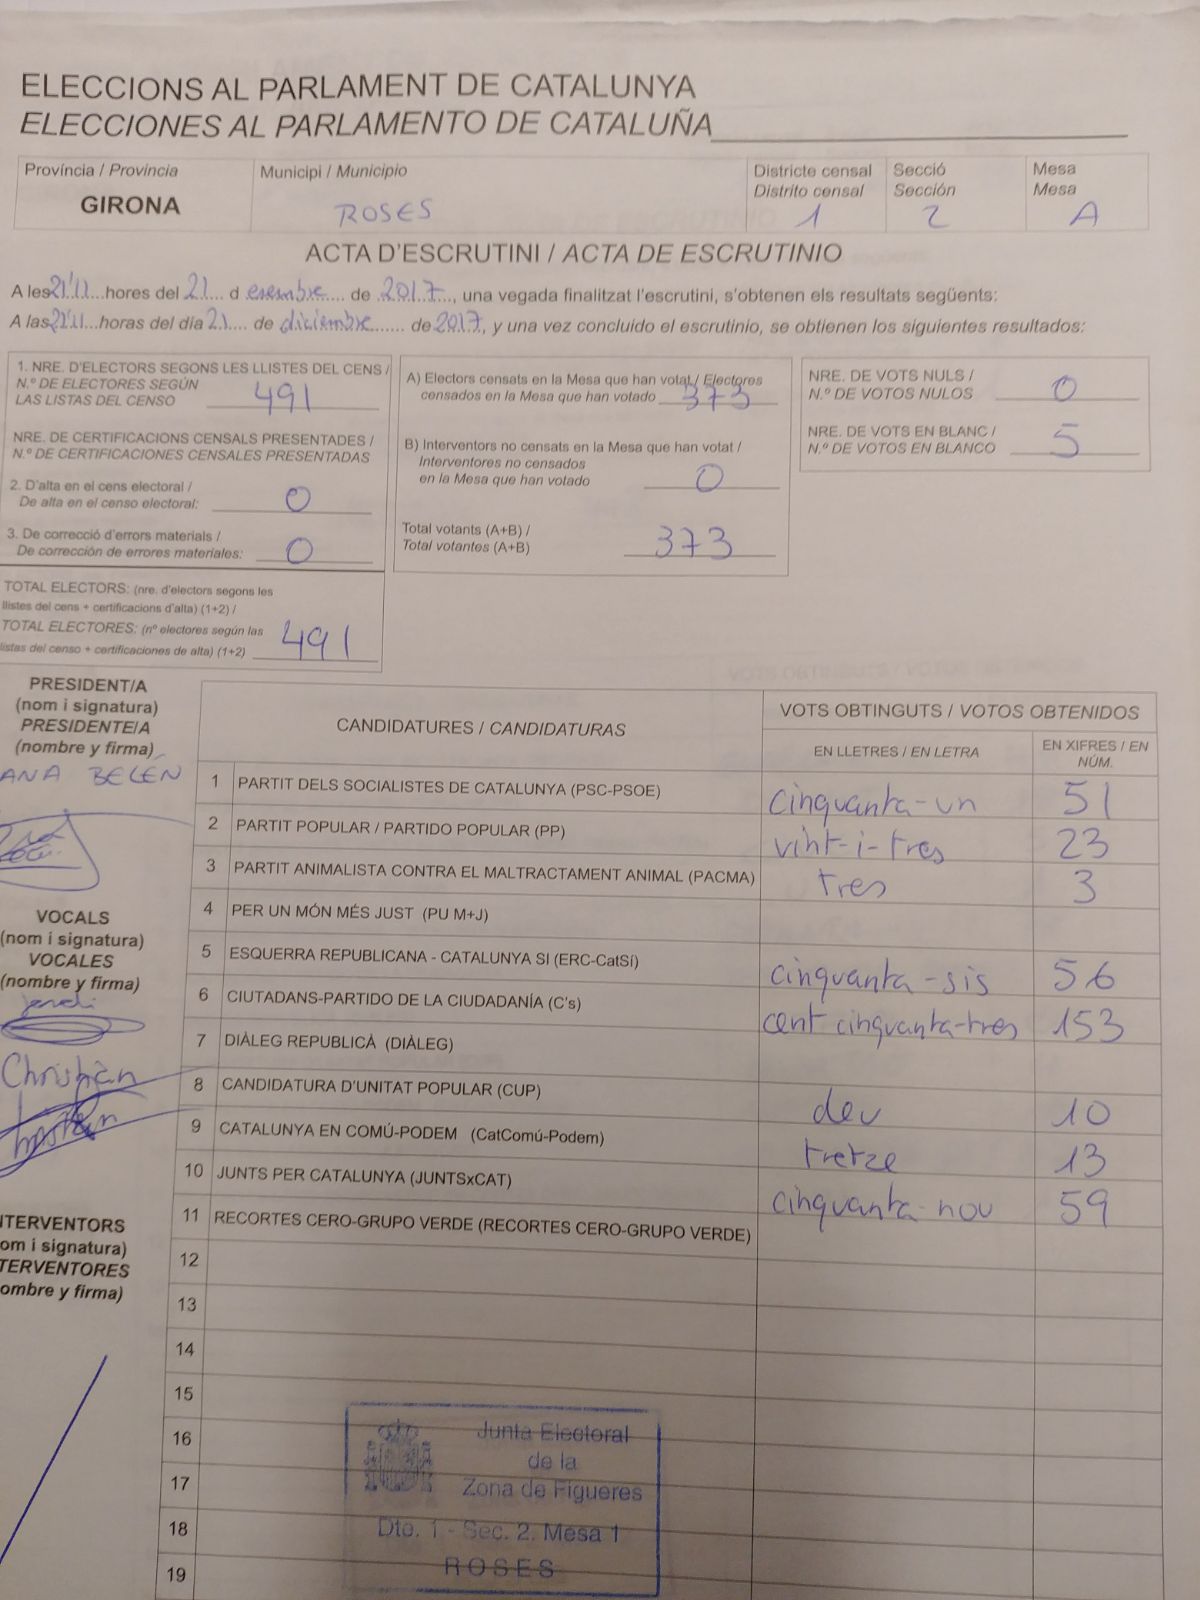 ELECCIONS AL PARLAMENT DE CATALUNYA
ELECCIONES AL PARLAMENTO DE CATALUÑA
Província / Provincia
GIRONA
Municipi / Municipio
ROSES
Districte censal
Distrito censal
1
Secció
Sección
2
Mesa
Mesa
A
ACTA D'ESCRUTINI / ACTA DE ESCRUTINIO
A les 21'11 hores del 21 d esembre de 2017, una vegada finalitzat l'escrutini, s'obtenen els resultats següents:
A las 21'11 horas del día 21 de diciembre de 2017, y una vez concluido el escrutinio, se obtienen los siguientes resultados:
1. NRE. D'ELECTORS SEGONS LES LLISTES DEL CENS /
N.º DE ELECTORES SEGÚN
LAS LISTAS DEL CENSO 491
NRE. DE CERTIFICACIONS CENSALS PRESENTADES /
N.º DE CERTIFICACIONES CENSALES PRESENTADAS
2. D'alta en el cens electoral /
De alta en el censo electoral: 0
3. De correcció d'errors materials /
De corrección de errores materiales: 0
TOTAL ELECTORS: (nre. d'electors segons les
llistes del cens + certificacions d'alta) (1+2) /
TOTAL ELECTORES: (nº electores según las
listas del censo + certificaciones de alta) (1+2) 491
A) Electors censats en la Mesa que han votat / Electores
censados en la Mesa que han votado 373
B) Interventors no censats en la Mesa que han votat /
Interventores no censados
en la Mesa que han votado 0
Total votants (A+B) /
Total votantes (A+B) 373
NRE. DE VOTS NULS /
N.º DE VOTOS NULOS 0
NRE. DE VOTS EN BLANC /
N.º DE VOTOS EN BLANCO 5
PRESIDENT/A
(nom i signatura)
PRESIDENTE/A
(nombre y firma)
ANA BELÉN
VOCALS
(nom i signatura)
VOCALES
(nombre y firma)
Christian
NTERVENTORS
om i signatura)
TERVENTORES
ombre y firma)
CANDIDATURES / CANDIDATURAS
VOTS OBTINGUTS / VOTOS OBTENIDOS
EN LLETRES / EN LETRA
EN XIFRES / EN
NÚM.
1 PARTIT DELS SOCIALISTES DE CATALUNYA (PSC-PSOE) cinquanta-un 51
2 PARTIT POPULAR / PARTIDO POPULAR (PP) vint-i-tres 23
3 PARTIT ANIMALISTA CONTRA EL MALTRACTAMENT ANIMAL (PACMA) tres 3
4 PER UN MÓN MÉS JUST (PU M+J)
5 ESQUERRA REPUBLICANA - CATALUNYA SI (ERC-CatSí) cinquanta-sis 56
6 CIUTADANS-PARTIDO DE LA CIUDADANÍA (C's) cent cinquanta-tres 153
7 DIÀLEG REPUBLICÀ (DIÀLEG)
8 CANDIDATURA D'UNITAT POPULAR (CUP) deu 10
9 CATALUNYA EN COMÚ-PODEM (CatComú-Podem) tretze 13
10 JUNTS PER CATALUNYA (JUNTSxCAT) cinquanta-nou 59
11 RECORTES CERO-GRUPO VERDE (RECORTES CERO-GRUPO VERDE)
12
13
14
15
16
17
18
19
Junta Electoral
de la
Zona de Figueres
Dto. 1 - Sec. 2. Mesa 1
ROSES